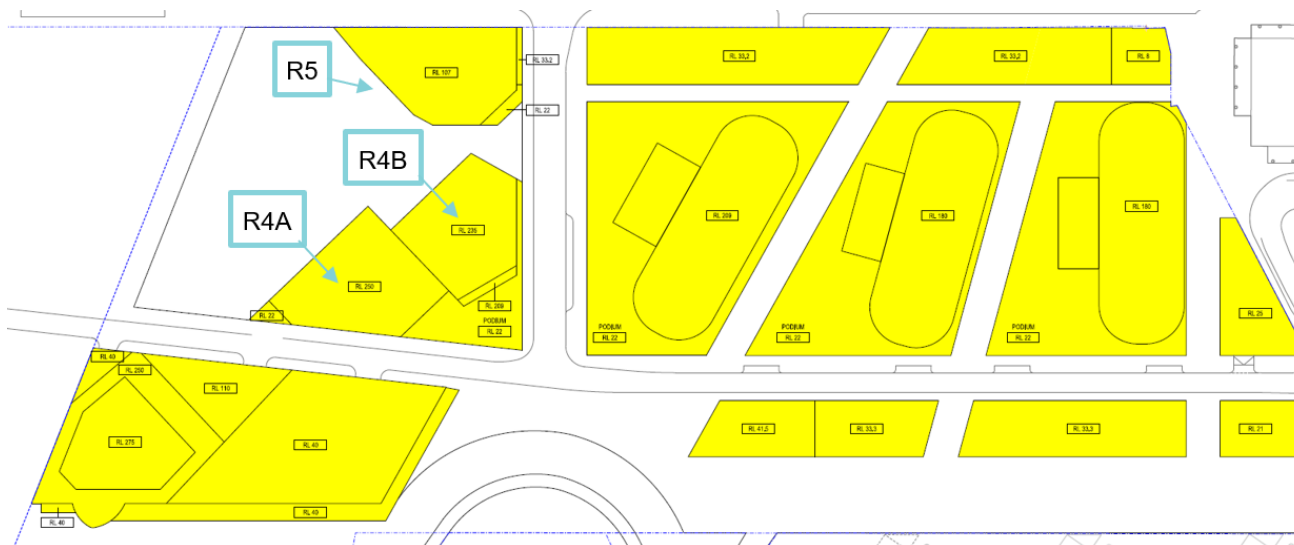 R5
R4B
R4A
RL 107
RL 33,2
RL 22
RL 33,2
RL 33,2
RL 8
RL 235
RL 250
RL 22
RL 209
PODIUM
RL 22
RL 209
PODIUM
RL 22
RL 180
PODIUM
RL 22
RL 180
PODIUM
RL 22
RL 25
RL 40
RL 250
RL 110
RL 275
RL 40
RL 40
RL 40
RL 41,5
RL 33,3
RL 33,3
RL 21